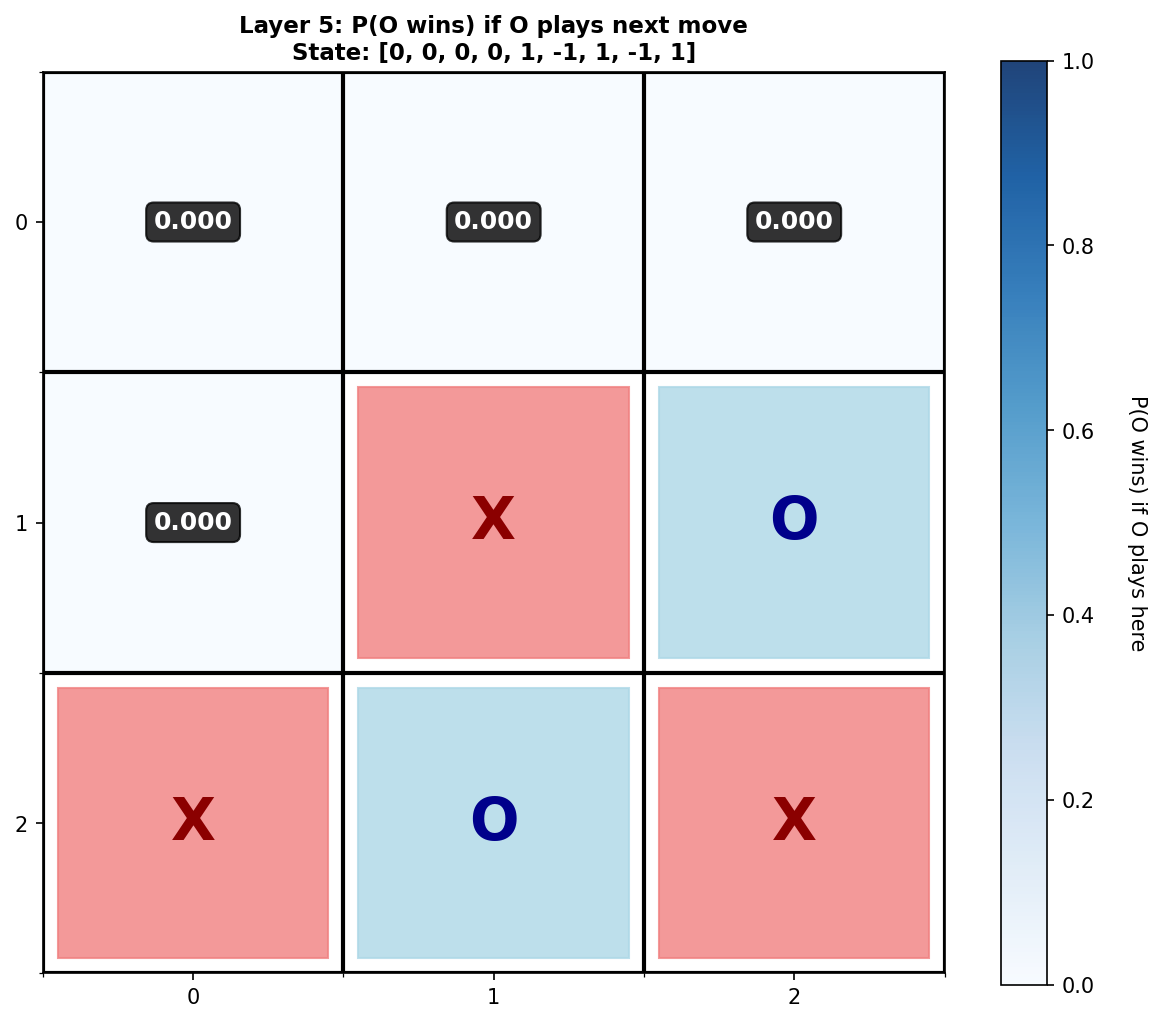 Layer 5: P(O wins) if O plays next move
State: [0, 0, 0, 0, 1, -1, 1, -1, 1]
0
0.000
0.000
0.000
1
0.000
X
O
2
X
O
X
0
1
2
1.0
0.8
0.6
0.4
0.2
0.0
P(O wins) if O plays here